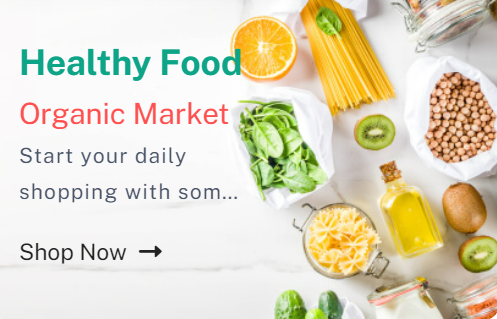 Healthy Food
Organic Market
Start your daily
shopping with som...
Shop Now →